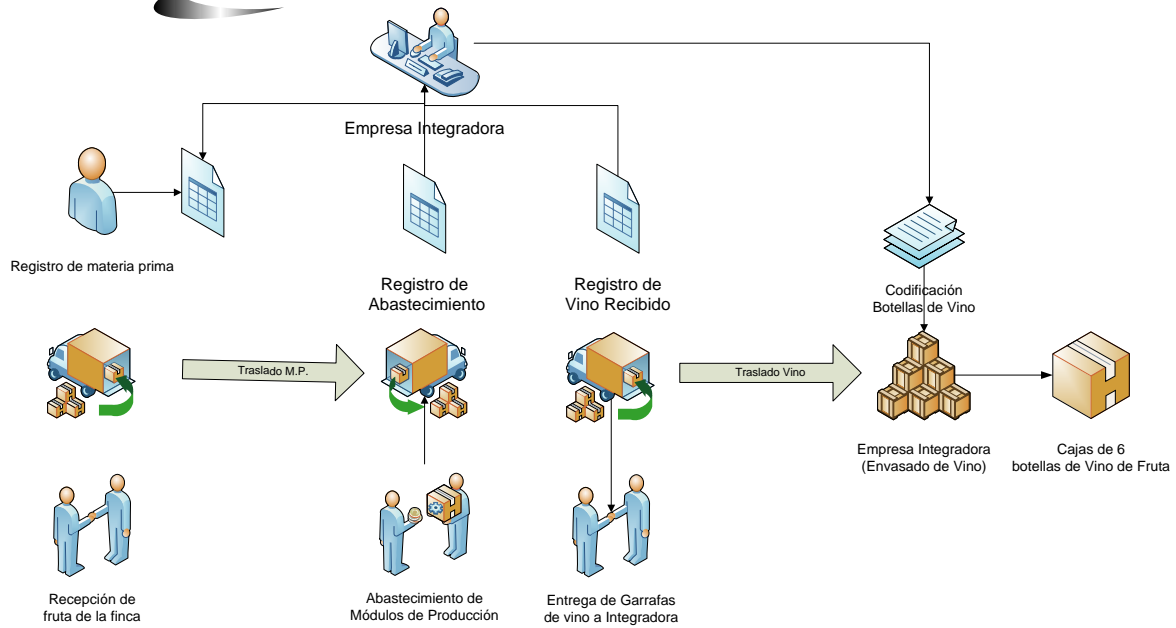 Empresa Integradora
Registro de materia prima
Registro de
Abastecimiento
Registro de
Vino Recibido
Codificación
Botellas de Vino
Traslado M.P.
Traslado Vino
Empresa Integradora
(Envasado de Vino)
Cajas de 6
botellas de Vino de Fruta
Recepción de
fruta de la finca
Abastecimiento de
Módulos de Producción
Entrega de Garrafas
de vino a Integradora